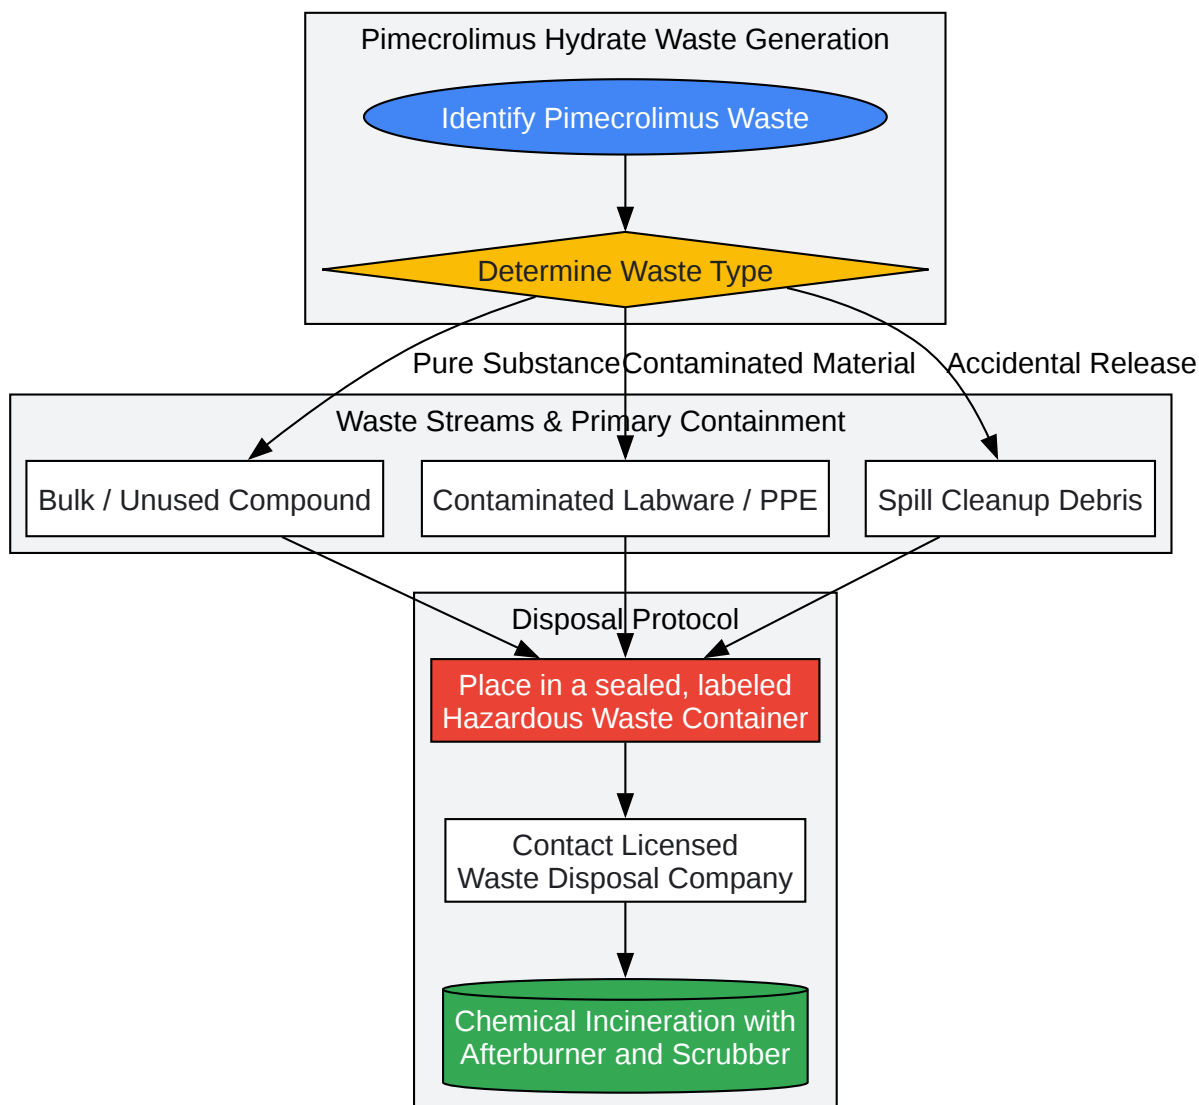 Pimecrolimus Hydrate Waste Generation
Identify Pimecrolimus Waste
Determine Waste Type
Pure Substance
Contaminated Material
Accidental Release
Waste Streams & Primary Containment
Bulk / Unused Compound
Contaminated Labware / PPE
Spill Cleanup Debris
Disposal Protocol
Place in a sealed, labeled
Hazardous Waste Container
Contact Licensed
Waste Disposal Company
Chemical Incineration with
Afterburner and Scrubber